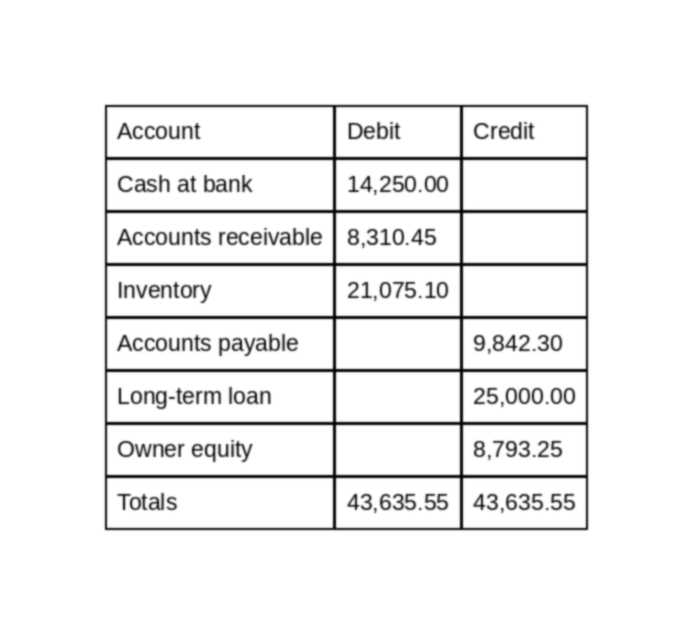 Account Debit Credit
Cash at bank 14,250.00
Accounts receivable 8,310.45
Inventory 21,075.10
Accounts payable 9,842.30
Long-term loan 25,000.00
Owner equity 8,793.25
Totals 43,635.55 43,635.55